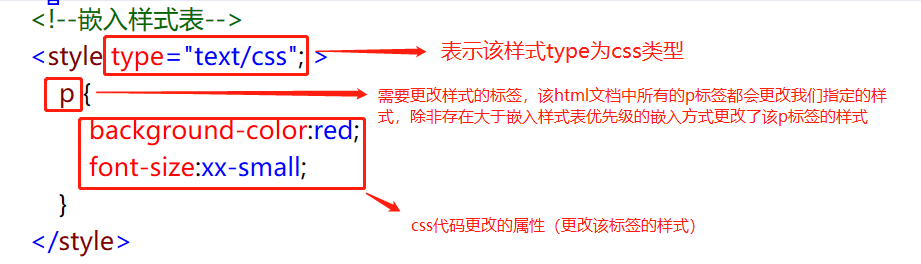 <!--嵌入样式表-->
<style type="text/css"; >
表示该样式type为css类型
p{
需要更改样式的标签，该html文档中所有的p标签都会更改我们指定的样
式，除非存在大于嵌入样式表优先级的嵌入方式更改了该p标签的样式
background-color:red;
font-size:xx-small;
}
css代码更改的属性（更改该标签的样式）
</style>